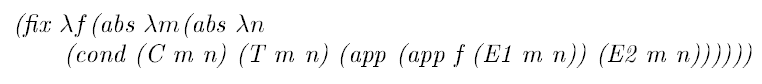 (fix λf(abs λm(abs λn
(cond (C m n) (T m n) (app (app f (E1 m n)) (E2 m n))))))